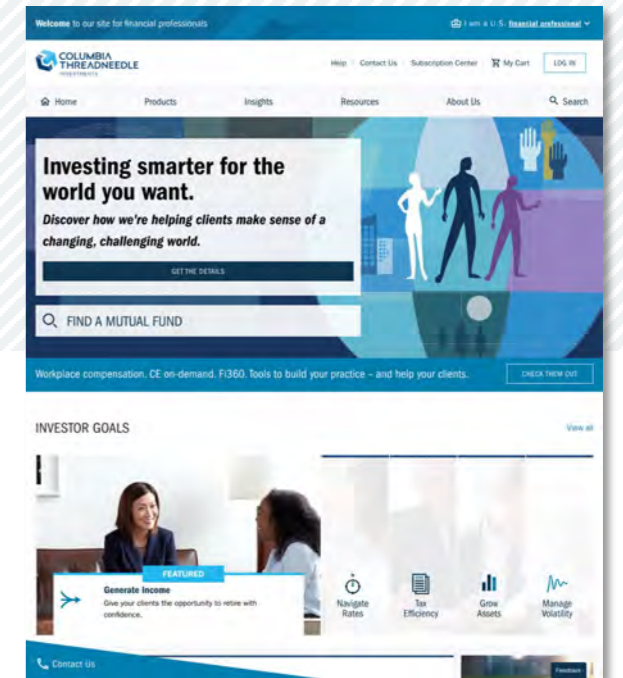 Welcome to our site for financial professionals
I am a U.S. financial professional
COLUMBIA
THREADNEEDLE
INVESTMENTS
Help Contact Us Subscription Center My Cart LOG IN
Home Products Insights Resources About Us Search
Investing smarter for the
world you want.
Discover how we're helping clients make sense of a
changing, challenging world.
GET THE DETAILS
FIND A MUTUAL FUND
Workplace compensation. CE on-demand. Fi360. Tools to build your practice – and help your clients.
CHECK THEM OUT
INVESTOR GOALS
View all
FEATURED
Generate Income
Give your clients the opportunity to retire with
confidence.
Navigate
Rates
Tax
Efficiency
Grow
Assets
Manage
Volatility
Contact Us
Feedback